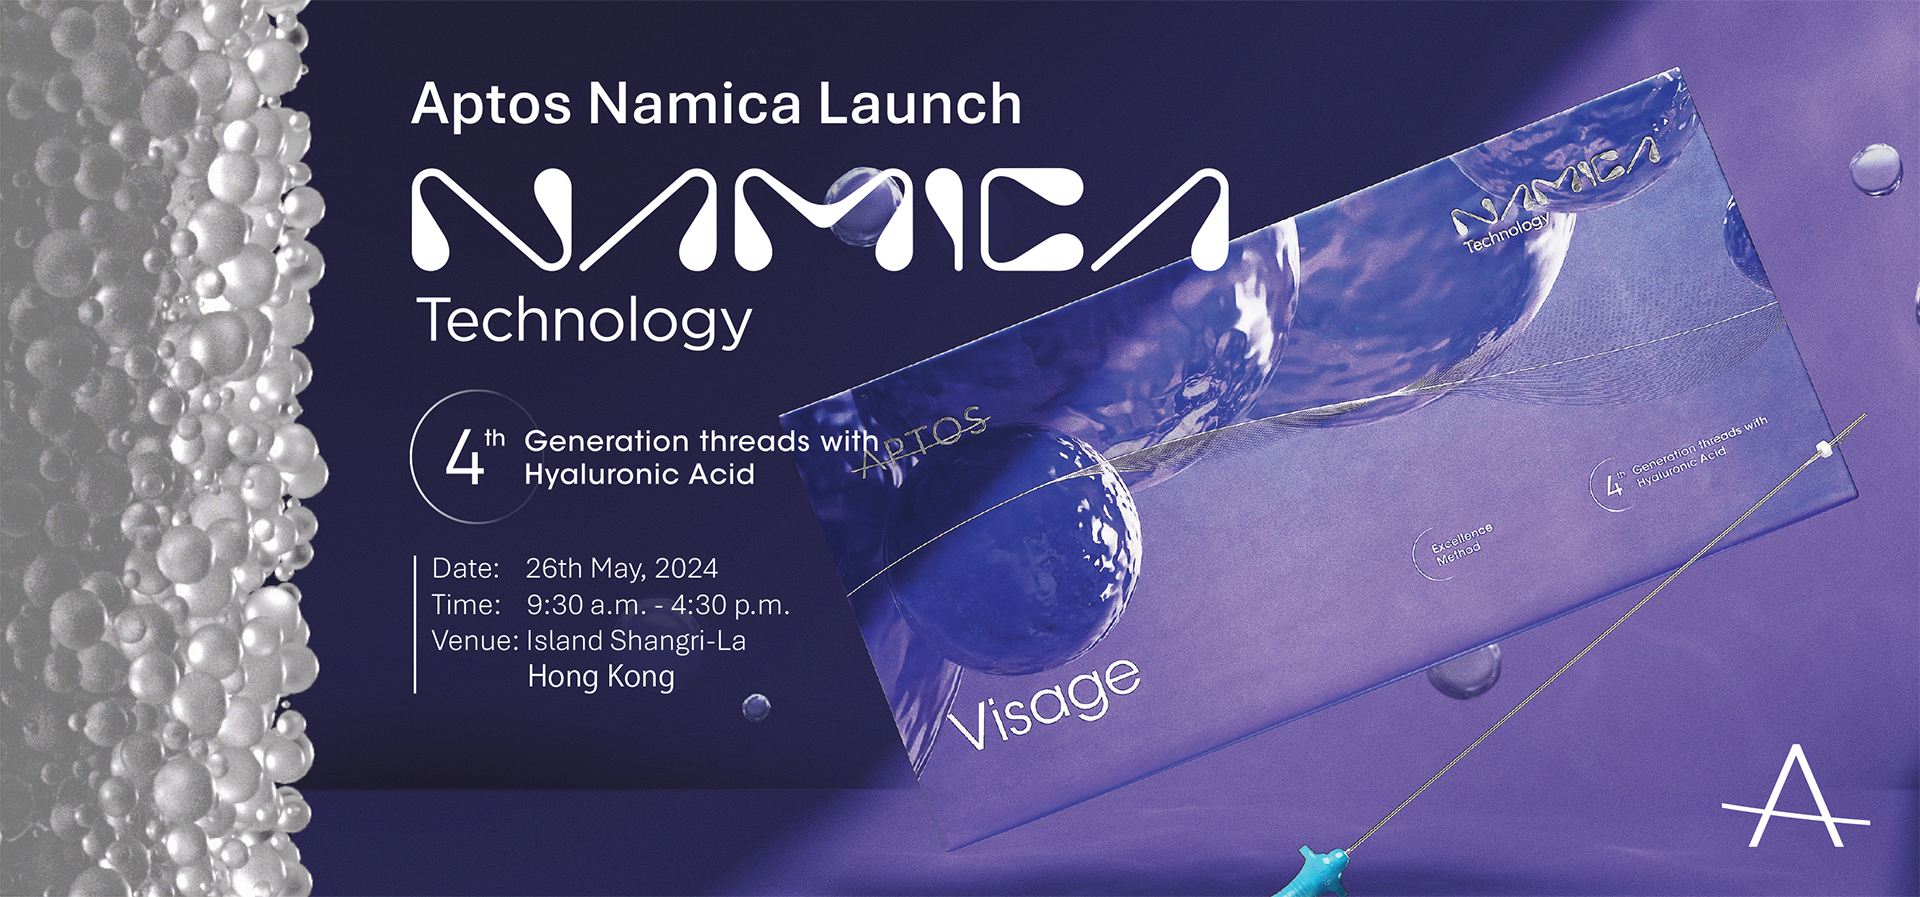 Aptos Namica Launch
NAMICA
Technology
4th Generation threads with
Hyaluronic Acid
Date: 26th May, 2024
Time: 9:30 a.m. - 4:30 p.m.
Venue: Island Shangri-La
Hong Kong
NAMICA
Technology
APTOS
4th Generation threads with
Hyaluronic Acid
Excellence
Method
Visage
A